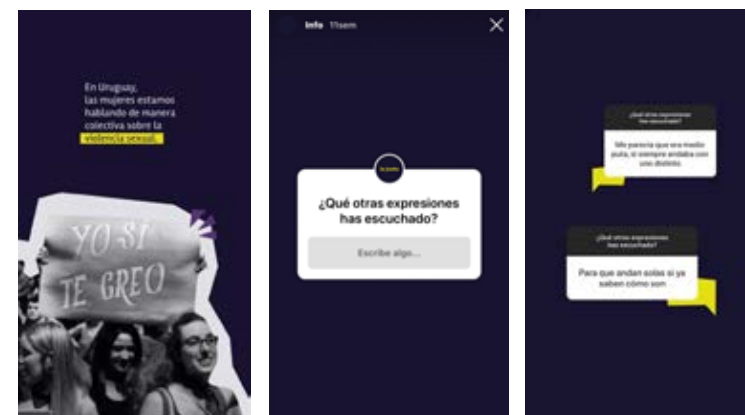 En Uruguay,
las mujeres estamos
hablando de manera
colectiva sobre la
violencia sexual.
YO SÍ
TE CREO
Info 11sem
¿Qué otras expresiones
has escuchado?
Escribe algo...
¿Qué otras expresiones
has escuchado?
Me parecía que era medio
puta, si siempre andaba con
uno distinto
¿Qué otras expresiones
has escuchado?
Para que andan solas si ya
saben cómo son